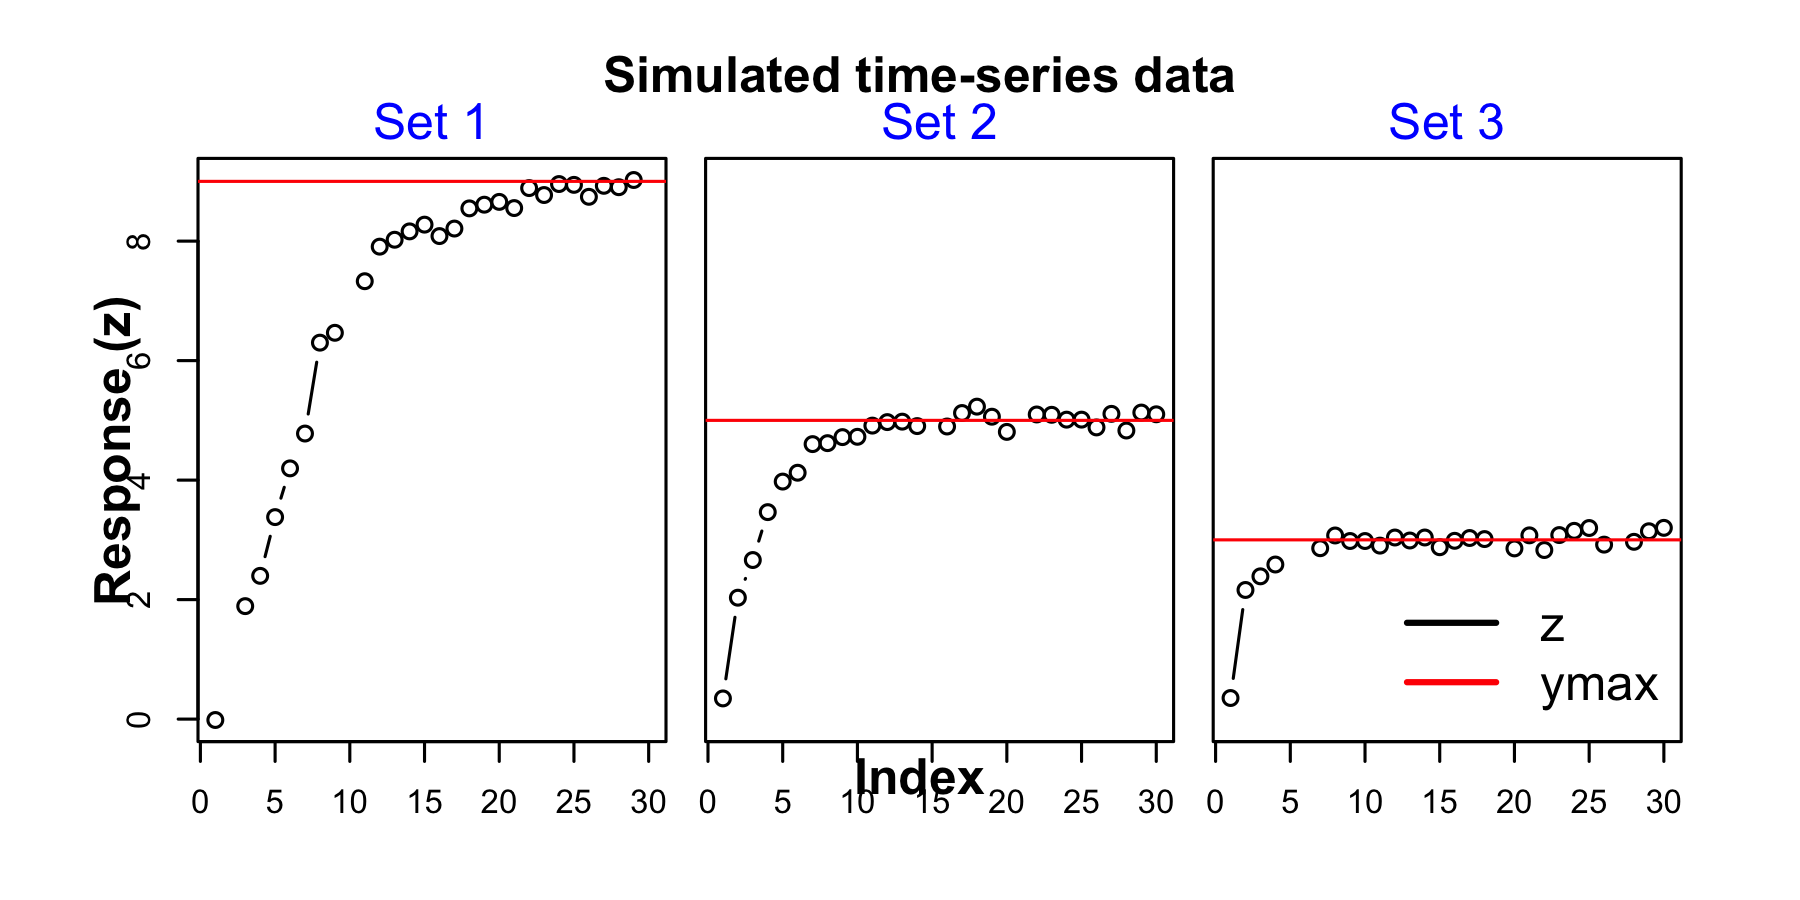 Simulated time-series data
Set 1 Set 2 Set 3
Response (z)
8
6
4
2
0
z
ymax
Index
0 5 10 15 20 25 30 0 5 10 15 20 25 30 0 5 10 15 20 25 30